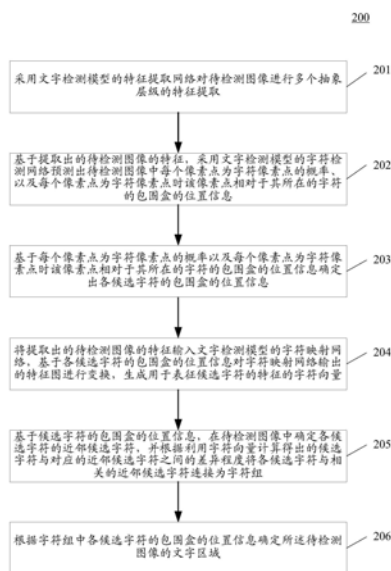 200
采用文字检测模型的特征提取网络对待检测图像进行多个抽象
层级的特征提取
201
基于提取出的待检测图像的特征，采用文字检测模型的字符检
测网络预测出待检测图像中每个像素点为字符像素点的概率、
以及每个像素点为字符像素点时该像素点相对于其所在的字符
的包围盒的位置信息
202
基于每个像素点为字符像素点的概率以及每个像素点为字符像
素点时该像素点相对于其所在的字符的包围盒的位置信息确定
出各候选字符的包围盒的位置信息
203
将提取出的待检测图像的特征输入文字检测模型的字符映射网
络，基于各候选字符的包围盒的位置信息对字符映射网络输出
的特征图进行变换，生成用于表征候选字符的特征的字符向量
204
基于候选字符的包围盒的位置信息，在待检测图像中确定各候
选字符的近邻候选字符，并根据利用字符向量计算得出的候选
字符与对应的近邻候选字符之间的差异程度将各候选字符与相
关的近邻候选字符连接为字符组
205
根据字符组中各候选字符的包围盒的位置信息确定所述待检测
图像的文字区域
206